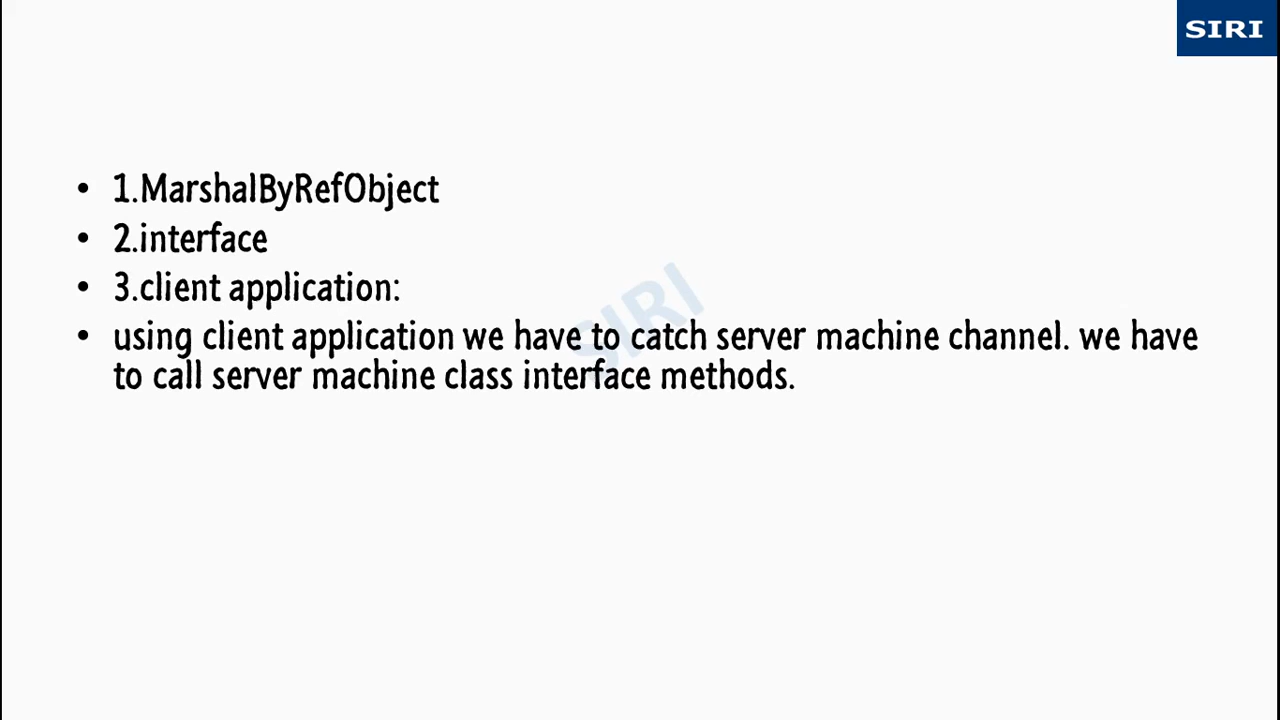 SIRI
• 1.MarshalByRefObject
• 2.interface
• 3.client application:
• using client application we have to catch server machine channel. we have
to call server machine class interface methods.
SIRI